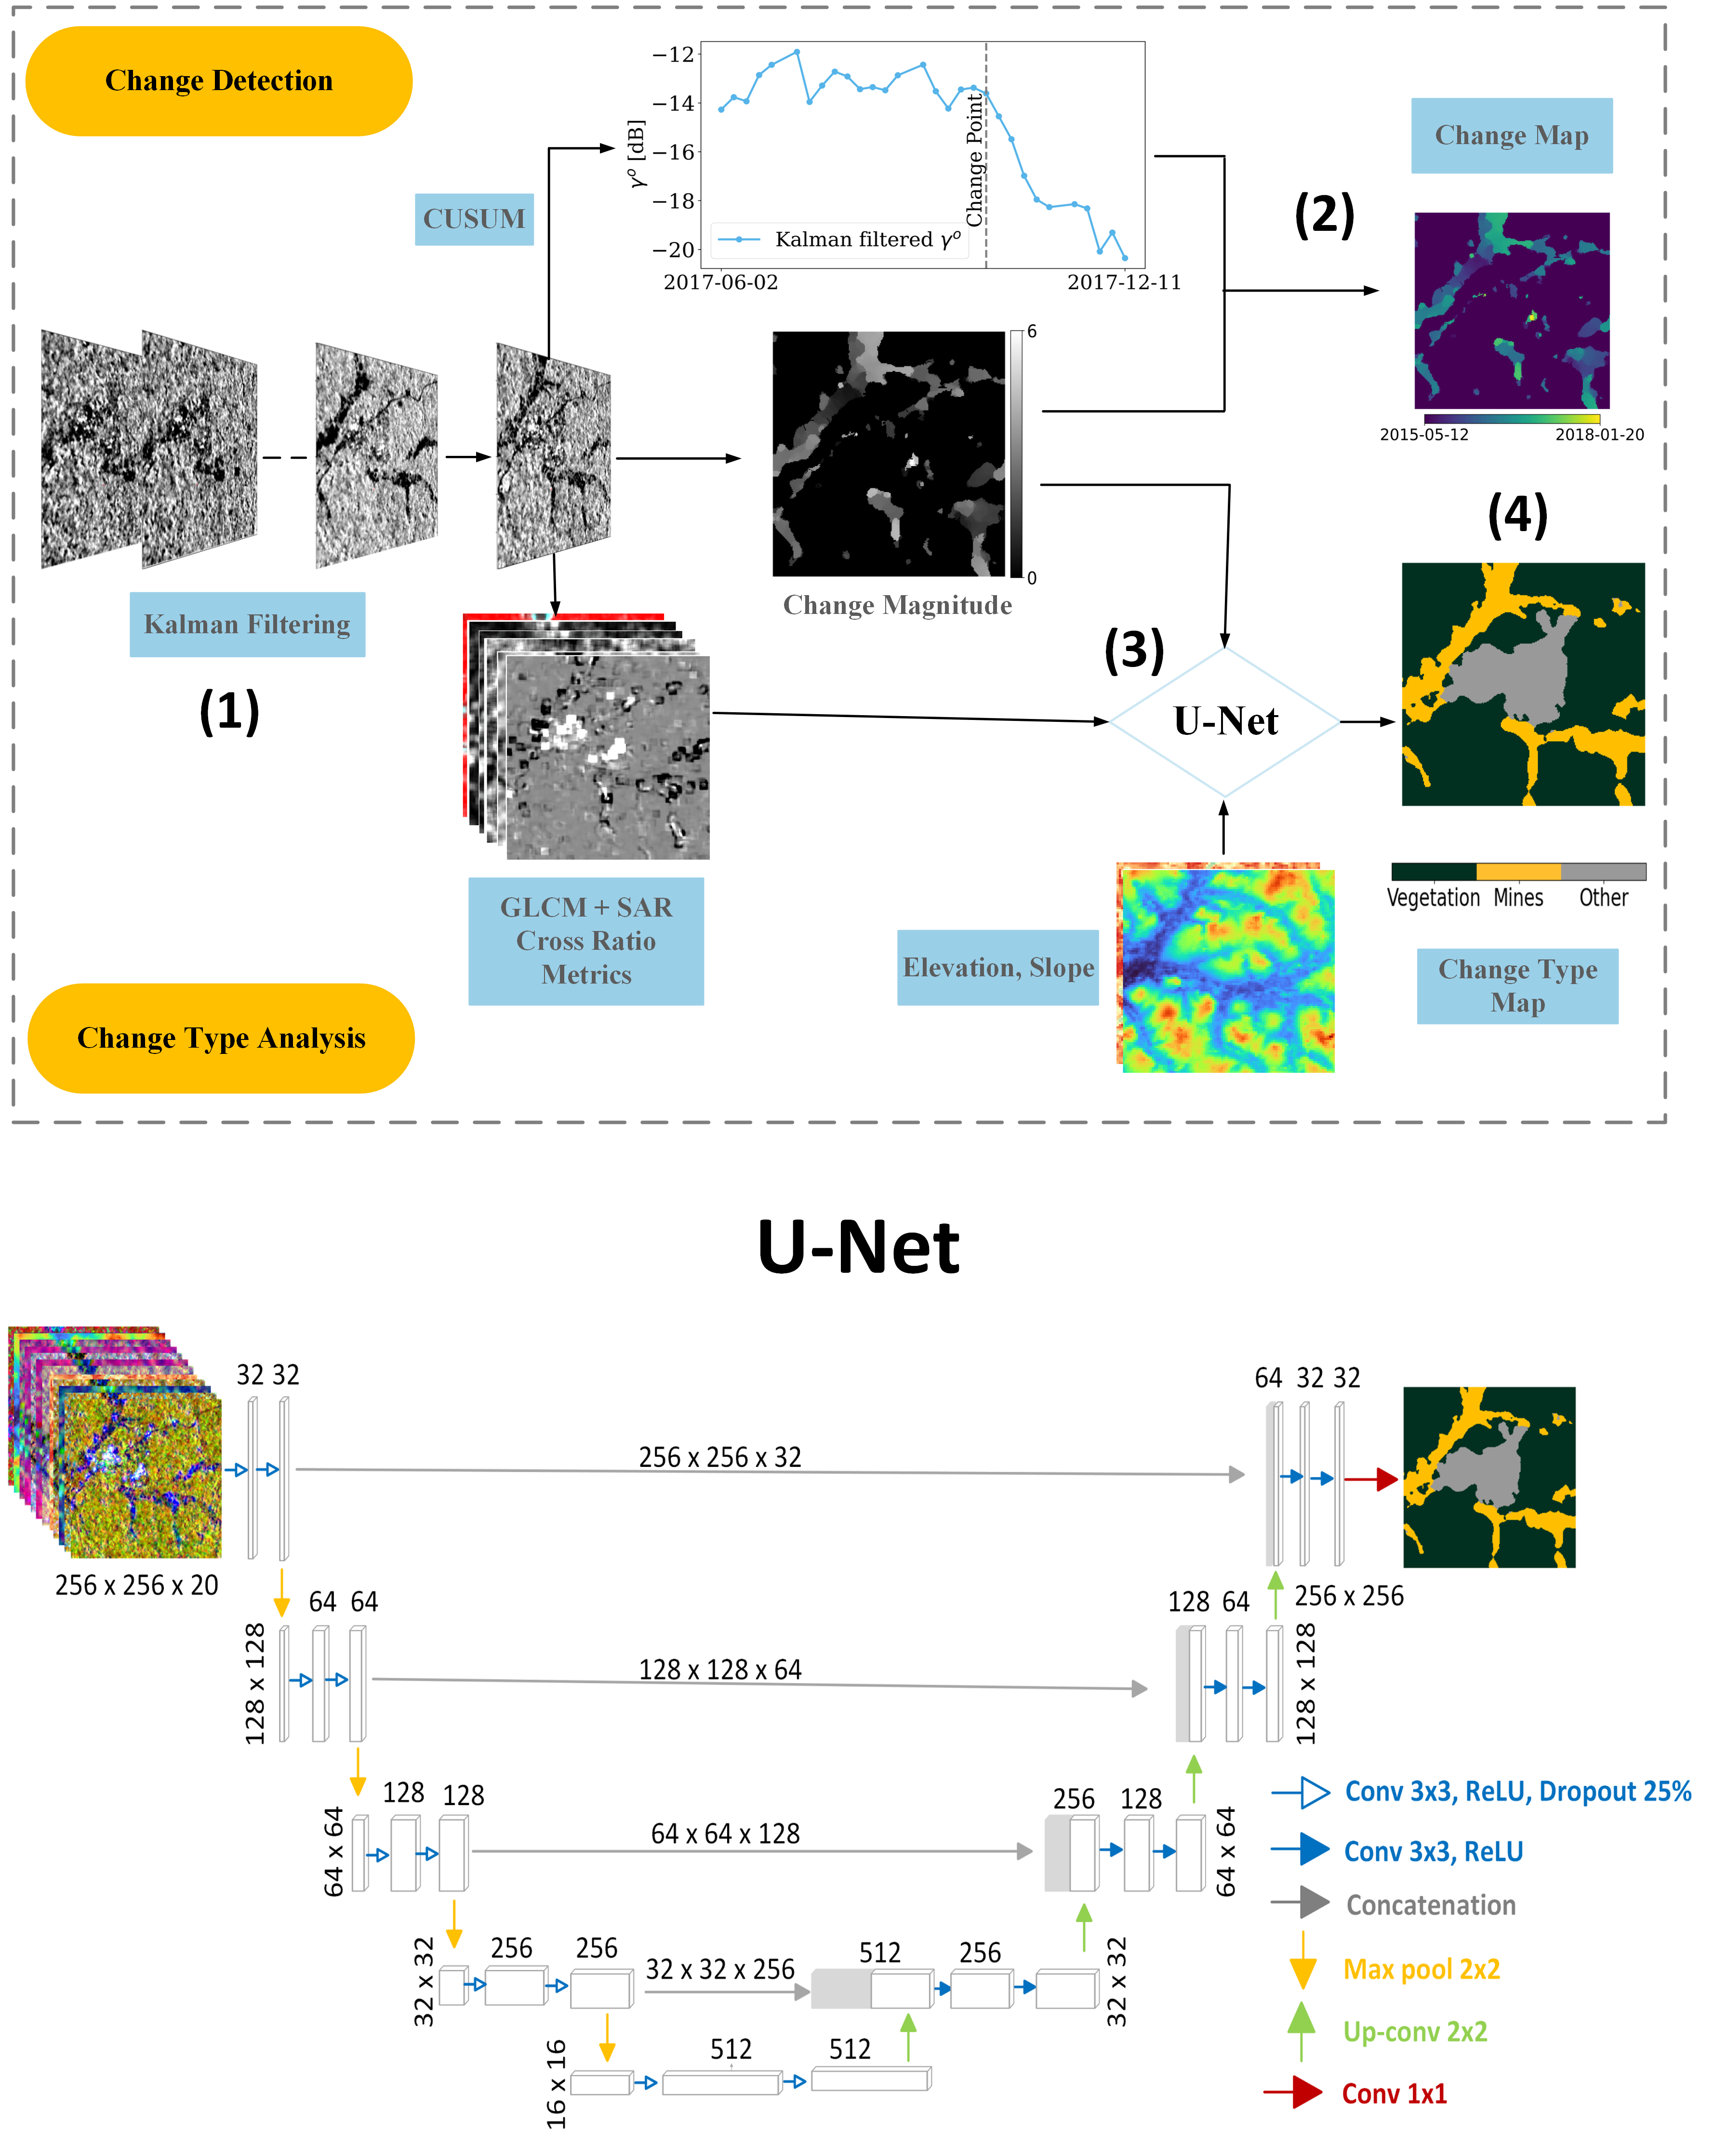 Change Detection
CUSUM
−12
−14
−16
−18
−20
γᵒ [dB]
Change Point
Kalman filtered γᵒ
2017-06-02
2017-12-11
Change Map
(2)
2015-05-12
2018-01-20
Kalman Filtering
(1)
6
0
Change Magnitude
(3)
U-Net
(4)
GLCM + SAR
Cross Ratio
Metrics
Elevation, Slope
Vegetation
Mines
Other
Change Type
Map
Change Type Analysis
U-Net
32 32
256 x 256 x 20
256 x 256 x 32
64 32 32
256 x 256
128 x 128
64 64
128 x 128 x 64
128 64
128 x 128
64 x 64
128 128
64 x 64 x 128
256 128
64 x 64
32 x 32
256 256
32 x 32 x 256
512 256
32 x 32
16 x 16
512 512
Conv 3x3, ReLU, Dropout 25%
Conv 3x3, ReLU
Concatenation
Max pool 2x2
Up-conv 2x2
Conv 1x1